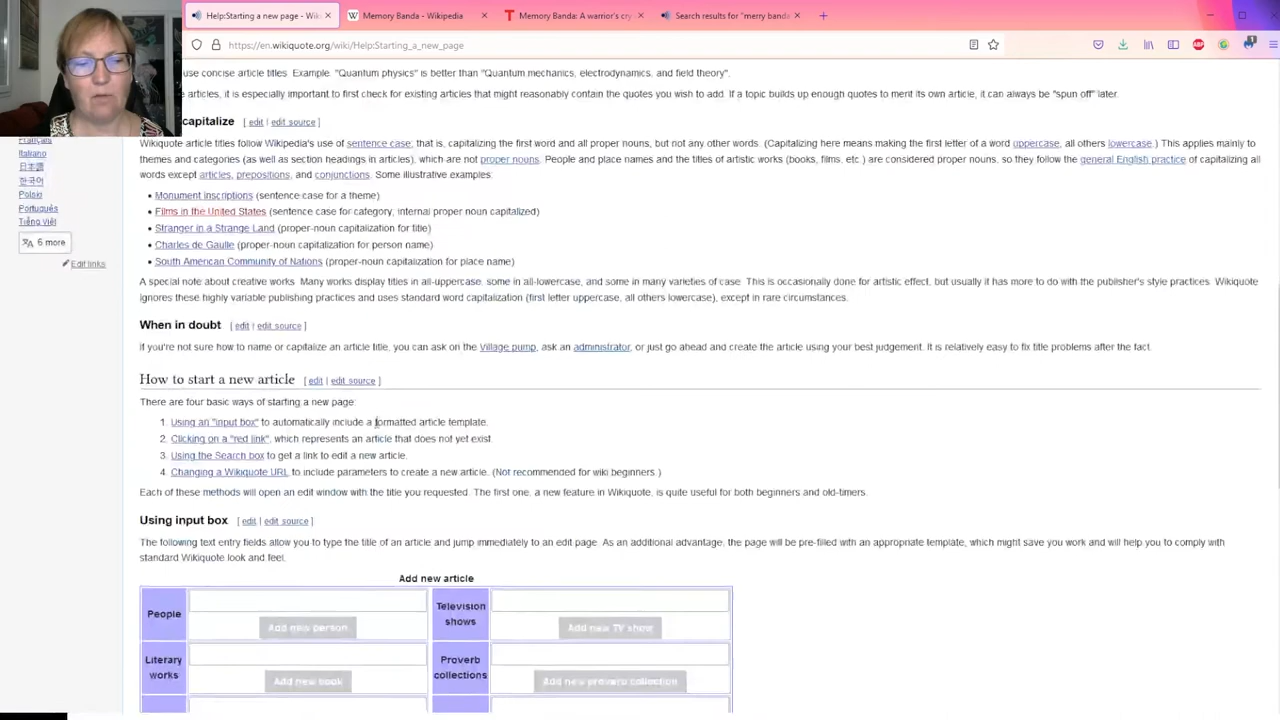 Help:Starting a new page - Wiki
Memory Banda - Wikipedia
Memory Banda: A warrior's cry
Search results for "merry banda
https://en.wikiquote.org/wiki/Help:Starting_a_new_page
use concise article titles. Example. "Quantum physics" is better than "Quantum mechanics, electrodynamics, and field theory".
e articles, it is especially important to first check for existing articles that might reasonably contain the quotes you wish to add. If a topic builds up enough quotes to merit its own article, it can always be "spun off" later.
capitalize [ edit | edit source ]
Wikiquote article titles follow Wikipedia's use of sentence case, that is, capitalizing the first word and all proper nouns, but not any other words. (Capitalizing here means making the first letter of a word uppercase, all others lowercase.) This applies mainly to
themes and categories (as well as section headings in articles), which are not proper nouns. People and place names and the titles of artistic works (books, films, etc.) are considered proper nouns, so they follow the general English practice of capitalizing all
words except articles, prepositions, and conjunctions. Some illustrative examples:
• Monument inscriptions (sentence case for a theme)
• Films in the United States (sentence case for category, internal proper noun capitalized)
• Stranger in a Strange Land (proper-noun capitalization for title)
• Charles de Gaulle (proper-noun capitalization for person name)
• South American Community of Nations (proper-noun capitalization for place name)
A special note about creative works. Many works display titles in all-uppercase, some in all-lowercase, and some in many varieties of case. This is occasionally done for artistic effect, but usually it has more to do with the publisher's style practices. Wikiquote
ignores these highly variable publishing practices and uses standard word capitalization (first letter uppercase, all others lowercase), except in rare circumstances.
Français
Italiano
日本語
한국어
Polski
Português
Tiếng Việt
6 more
Edit links
When in doubt [ edit | edit source ]
If you're not sure how to name or capitalize an article title, you can ask on the Village pump, ask an administrator, or just go ahead and create the article using your best judgement. It is relatively easy to fix title problems after the fact.
How to start a new article [ edit | edit source ]
There are four basic ways of starting a new page:
1. Using an "input box" to automatically include a formatted article template.
2. Clicking on a "red link", which represents an article that does not yet exist
3. Using the Search box to get a link to edit a new article.
4. Changing a Wikiquote URL to include parameters to create a new article. (Not recommended for wiki beginners.)
Each of these methods will open an edit window with the title you requested. The first one, a new feature in Wikiquote, is quite useful for both beginners and old-timers.
Using input box [ edit | edit source ]
The following text entry fields allow you to type the title of an article and jump immediately to an edit page. As an additional advantage, the page will be pre-filled with an appropriate template, which might save you work and will help you to comply with
standard Wikiquote look and feel.
Add new article
People
Add new person
Television shows
Add new TV show
Literary works
Add new book
Proverb collections
Add new proverb collection